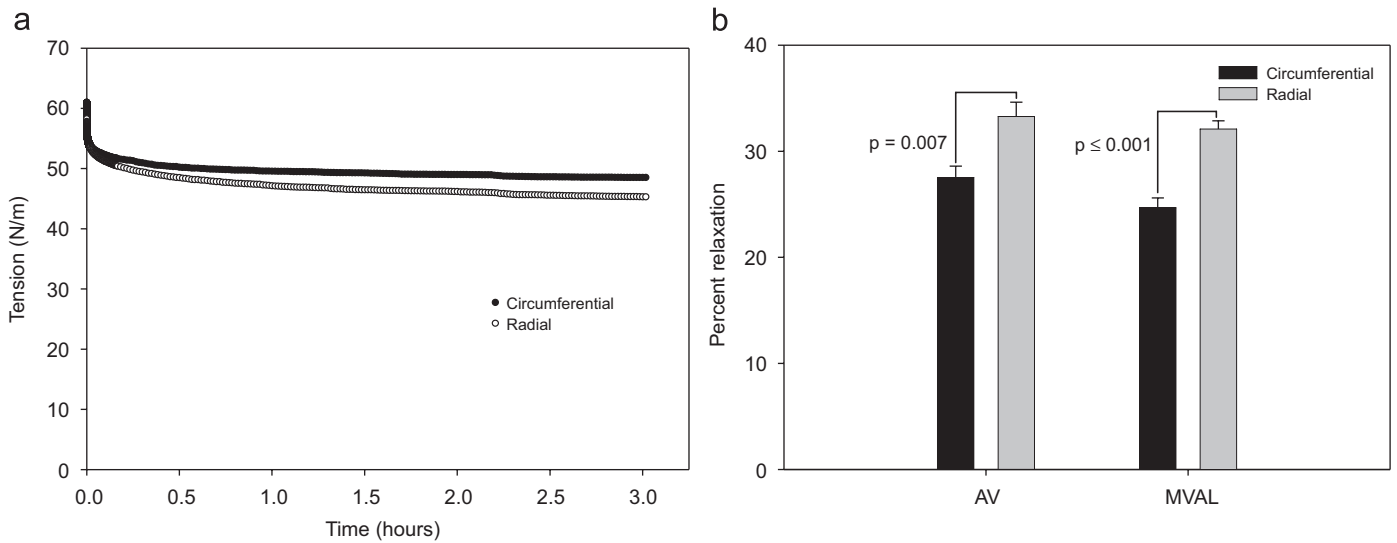 a
70
60
50
40
30
20
10
0
Tension (N/m)
Circumferential
Radial
0.0 0.5 1.0 1.5 2.0 2.5 3.0
Time (hours)
b
40
30
20
10
0
Percent relaxation
Circumferential
Radial
p = 0.007
p ≤ 0.001
AV MVAL